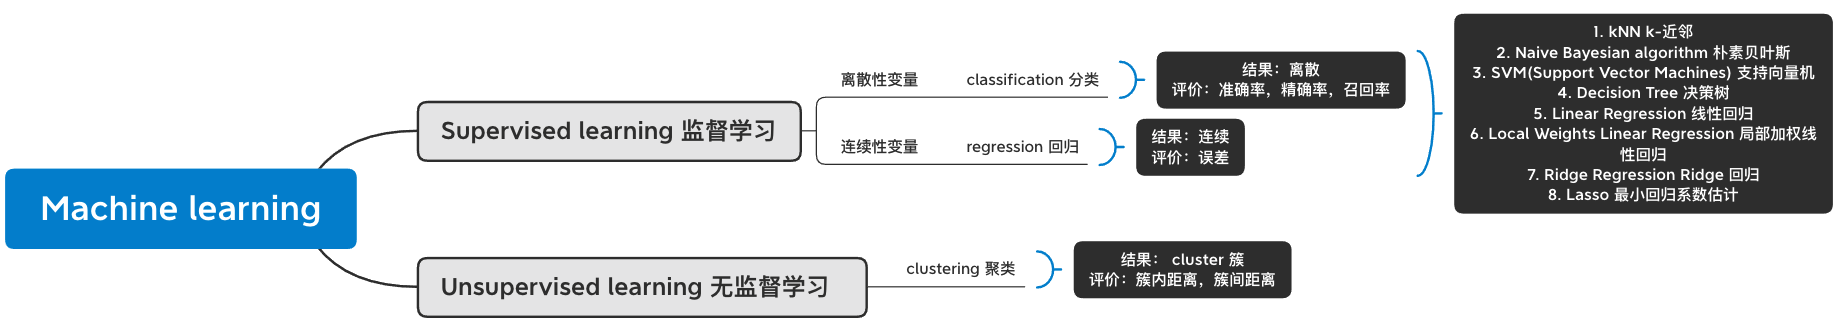 Machine learning
Supervised learning 监督学习
离散性变量
classification 分类
结果：离散
评价：准确率，精确率，召回率
连续性变量
regression 回归
结果：连续
评价：误差
1. kNN k-近邻
2. Naive Bayesian algorithm 朴素贝叶斯
3. SVM(Support Vector Machines) 支持向量机
4. Decision Tree 决策树
5. Linear Regression 线性回归
6. Local Weights Linear Regression 局部加权线
性回归
7. Ridge Regression Ridge 回归
8. Lasso 最小回归系数估计
Unsupervised learning 无监督学习
clustering 聚类
结果： cluster 簇
评价：簇内距离，簇间距离